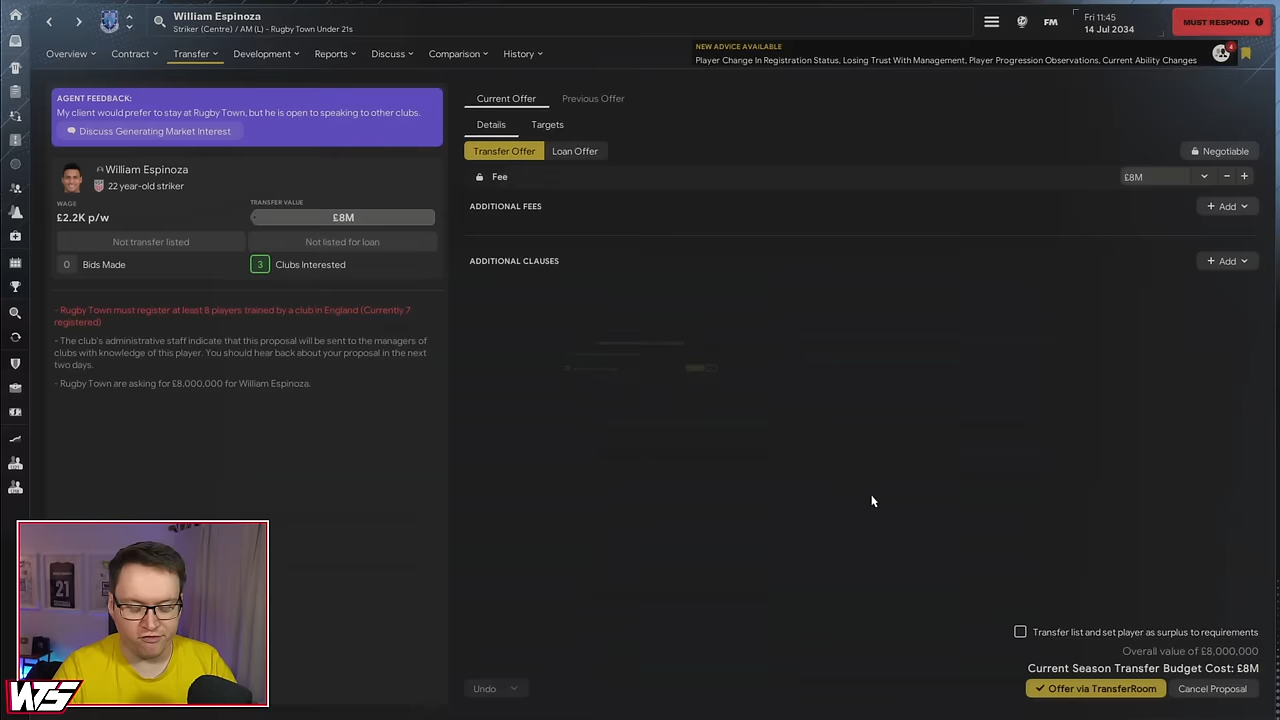 William Espinoza
Striker (Centre) / AM (L) - Rugby Town Under 21s
FM
Fri 11:45
14 Jul 2034
MUST RESPOND
Overview
Contract
Transfer
Development
Reports
Discuss
Comparison
History
NEW ADVICE AVAILABLE
Player Change In Registration Status, Losing Trust With Management, Player Progression Observations, Current Ability Changes
4
AGENT FEEDBACK:
My client would prefer to stay at Rugby Town, but he is open to speaking to other clubs.
Discuss Generating Market Interest
William Espinoza
22 year-old striker
WAGE
£2.2K p/w
TRANSFER VALUE
£8M
Not transfer listed
Not listed for loan
0 Bids Made
3 Clubs Interested
- Rugby Town must register at least 8 players trained by a club in England (Currently 7
registered)
- The club's administrative staff indicate that this proposal will be sent to the managers of
clubs with knowledge of this player. You should hear back about your proposal in the next
two days.
- Rugby Town are asking for £8,000,000 for William Espinoza.
Current Offer
Previous Offer
Details
Targets
Transfer Offer
Loan Offer
Negotiable
Fee
£8M
ADDITIONAL FEES
+ Add
ADDITIONAL CLAUSES
+ Add
Transfer list and set player as surplus to requirements
Overall value of £8,000,000
Current Season Transfer Budget Cost: £8M
Undo
Offer via TransferRoom
Cancel Proposal
21
WTS